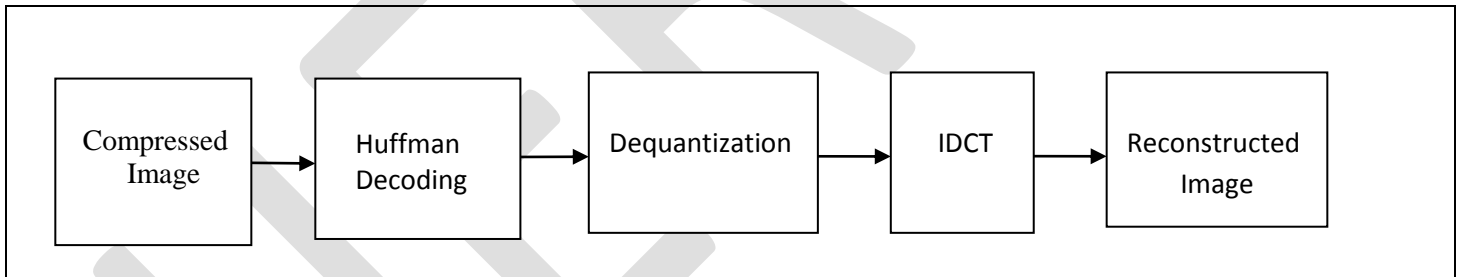 Compressed
Image
Huffman
Decoding
Dequantization
IDCT
Reconstructed
Image